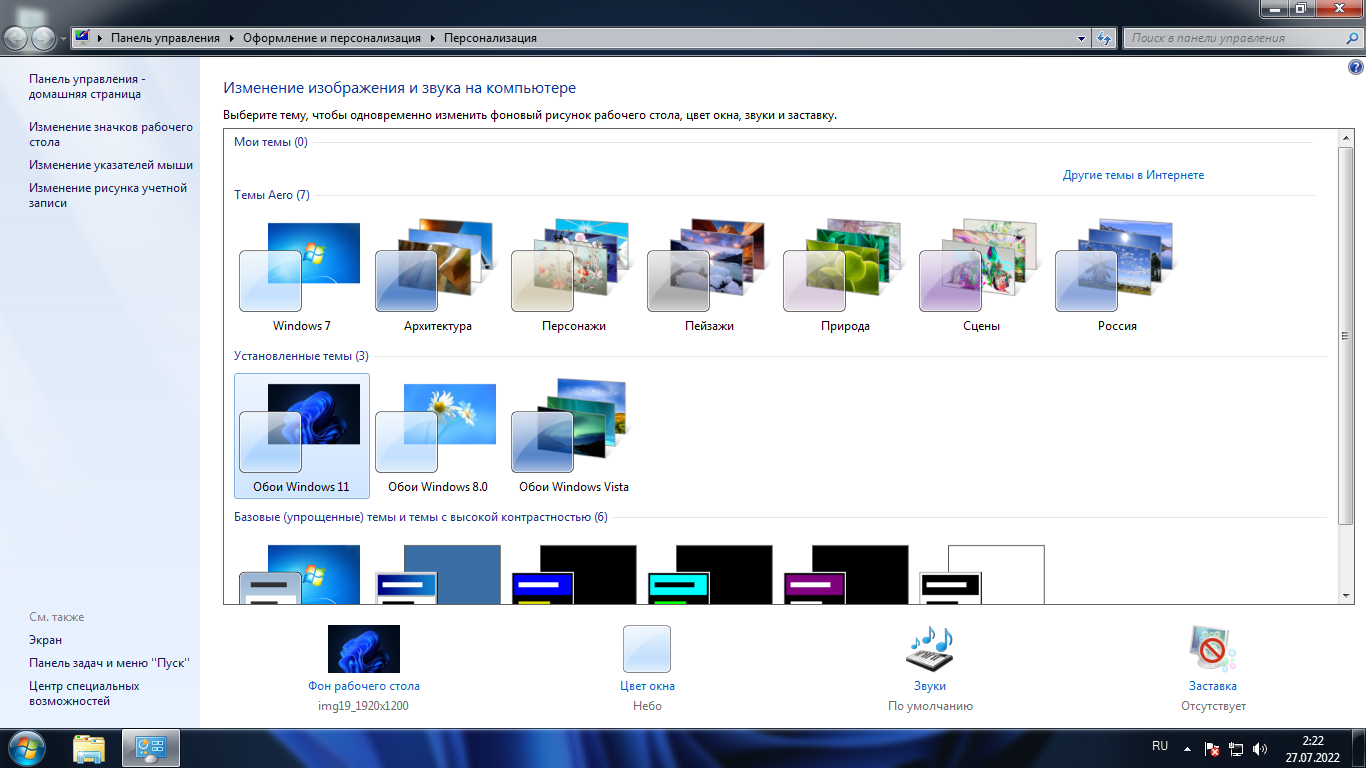 Панель управления
Оформление и персонализация
Персонализация
Поиск в панели управления
Панель управления -
домашняя страница
Изменение значков рабочего
стола
Изменение указателей мыши
Изменение рисунка учетной
записи
Изменение изображения и звука на компьютере
Выберите тему, чтобы одновременно изменить фоновый рисунок рабочего стола, цвет окна, звуки и заставку.
Мои темы (0)
Другие темы в Интернете
Темы Aero (7)
Windows 7
Архитектура
Персонажи
Пейзажи
Природа
Сцены
Россия
Установленные темы (3)
Обои Windows 11
Обои Windows 8.0
Обои Windows Vista
Базовые (упрощенные) темы и темы с высокой контрастностью (6)
См. также
Экран
Панель задач и меню ''Пуск''
Центр специальных
возможностей
Фон рабочего стола
img19_1920x1200
Цвет окна
Небо
Звуки
По умолчанию
Заставка
Отсутствует
RU
2:22
27.07.2022